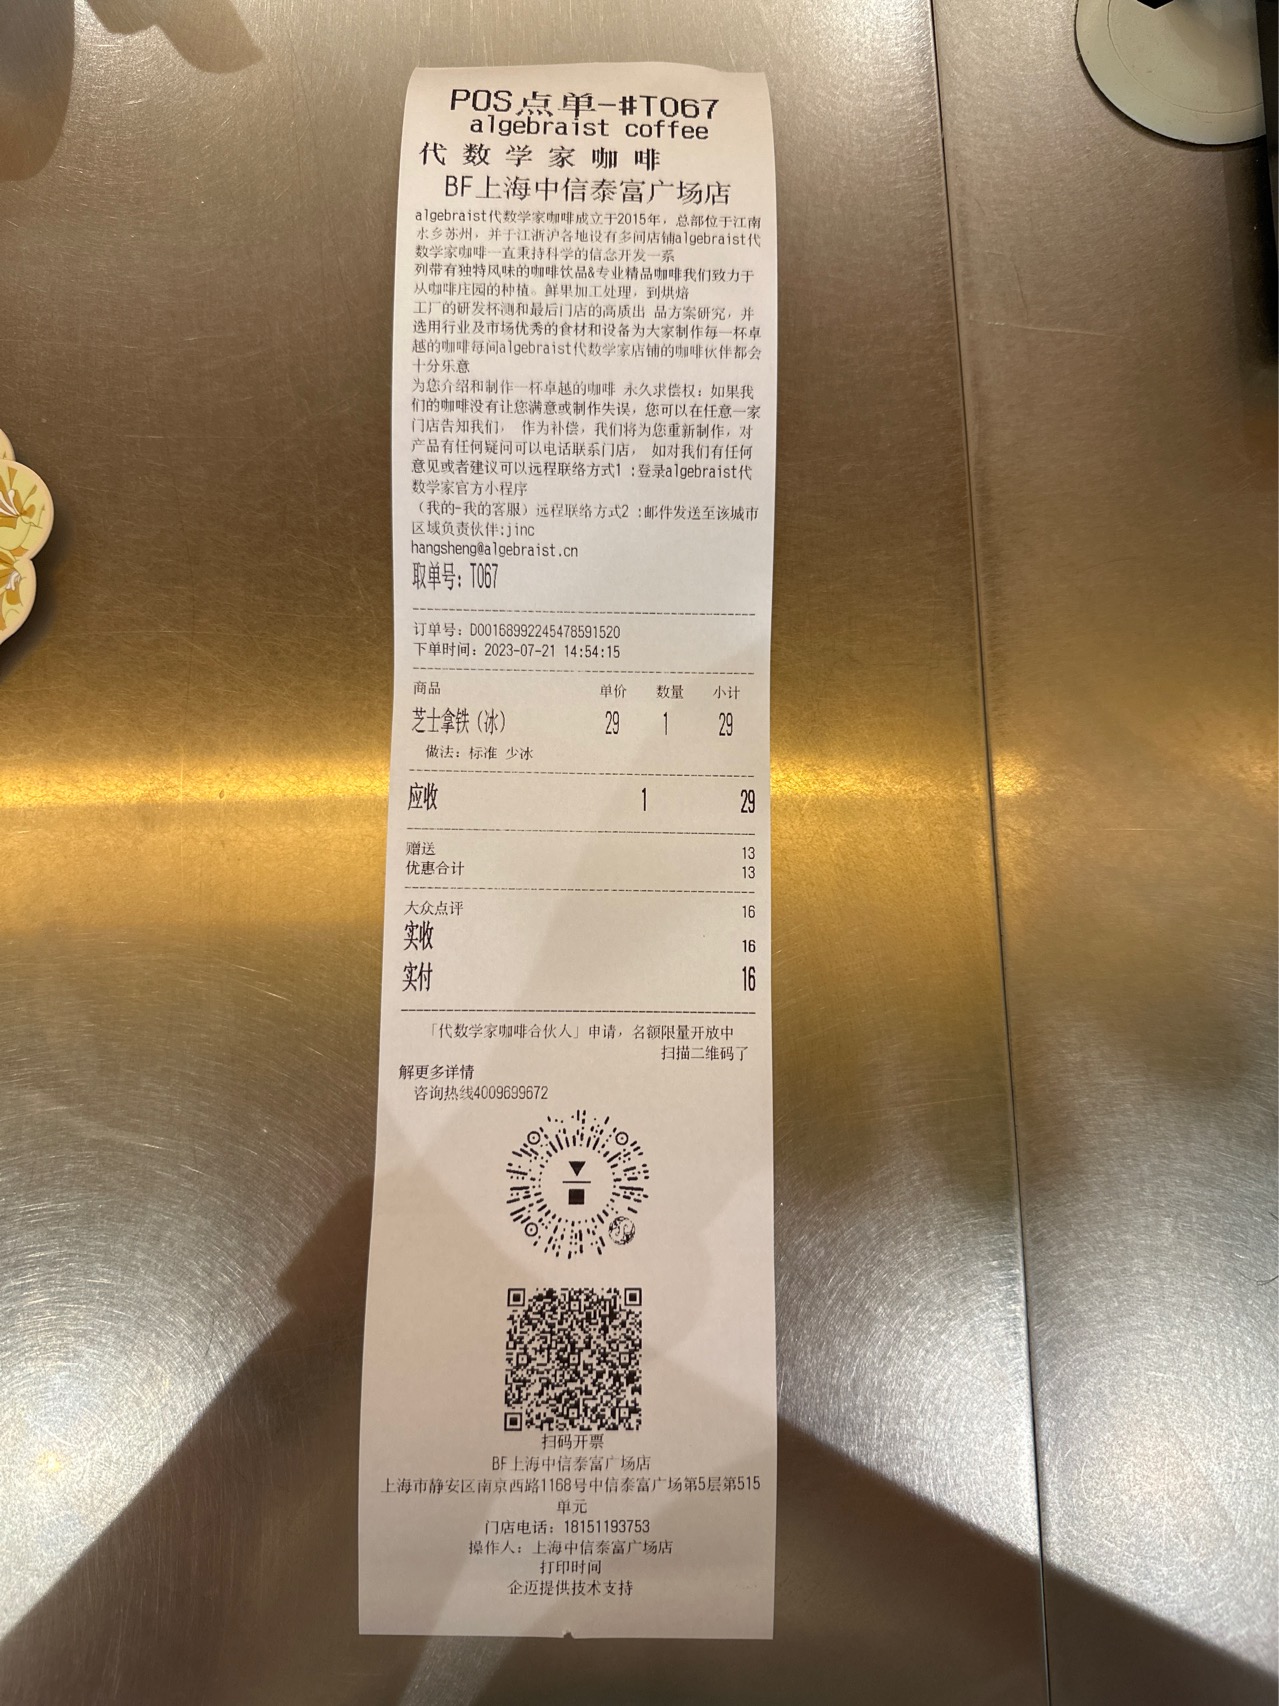 POS点单-#T067
algebraist coffee
代数学家咖啡
BF上海中信泰富广场店
algebraist代数学家咖啡成立于2015年，总部位于江南
水乡苏州，并于江浙沪各地设有多间店铺algebraist代
数学家咖啡一直秉持科学的信念开发一系
列带有独特风味的咖啡饮品&专业精品咖啡我们致力于
从咖啡庄园的种植。鲜果加工处理，到烘焙
工厂的研发杯测和最后门店的高质出 品方案研究，并
选用行业及市场优秀的食材和设备为大家制作每一杯卓
越的咖啡每间algebraist代数学家店铺的咖啡伙伴都会
十分乐意
为您介绍和制作一杯卓越的咖啡 永久求偿权：如果我
们的咖啡没有让您满意或制作失误，您可以在任意一家
门店告知我们， 作为补偿，我们将为您重新制作，对
产品有任何疑问可以电话联系门店， 如对我们有任何
意见或者建议可以远程联络方式1 :登录algebraist代
数学家官方小程序
（我的-我的客服）远程联络方式2 :邮件发送至该城市
区域负责伙伴:jinc
hangsheng@algebraist.cn
取单号：T067
订单号：D00168992245478591520
下单时间：2023-07-21 14:54:15
商品 单价 数量 小计
芝士拿铁（冰） 29 1 29
做法：标准 少冰
应收 1 29
赠送 13
优惠合计 13
大众点评 16
实收 16
实付 16
「代数学家咖啡合伙人」申请，名额限量开放中
扫描二维码了
解更多详情
咨询热线4009699672
扫码开票
BF上海中信泰富广场店
上海市静安区南京西路1168号中信泰富广场第5层第515
单元
门店电话：18151193753
操作人：上海中信泰富广场店
打印时间
企迈提供技术支持